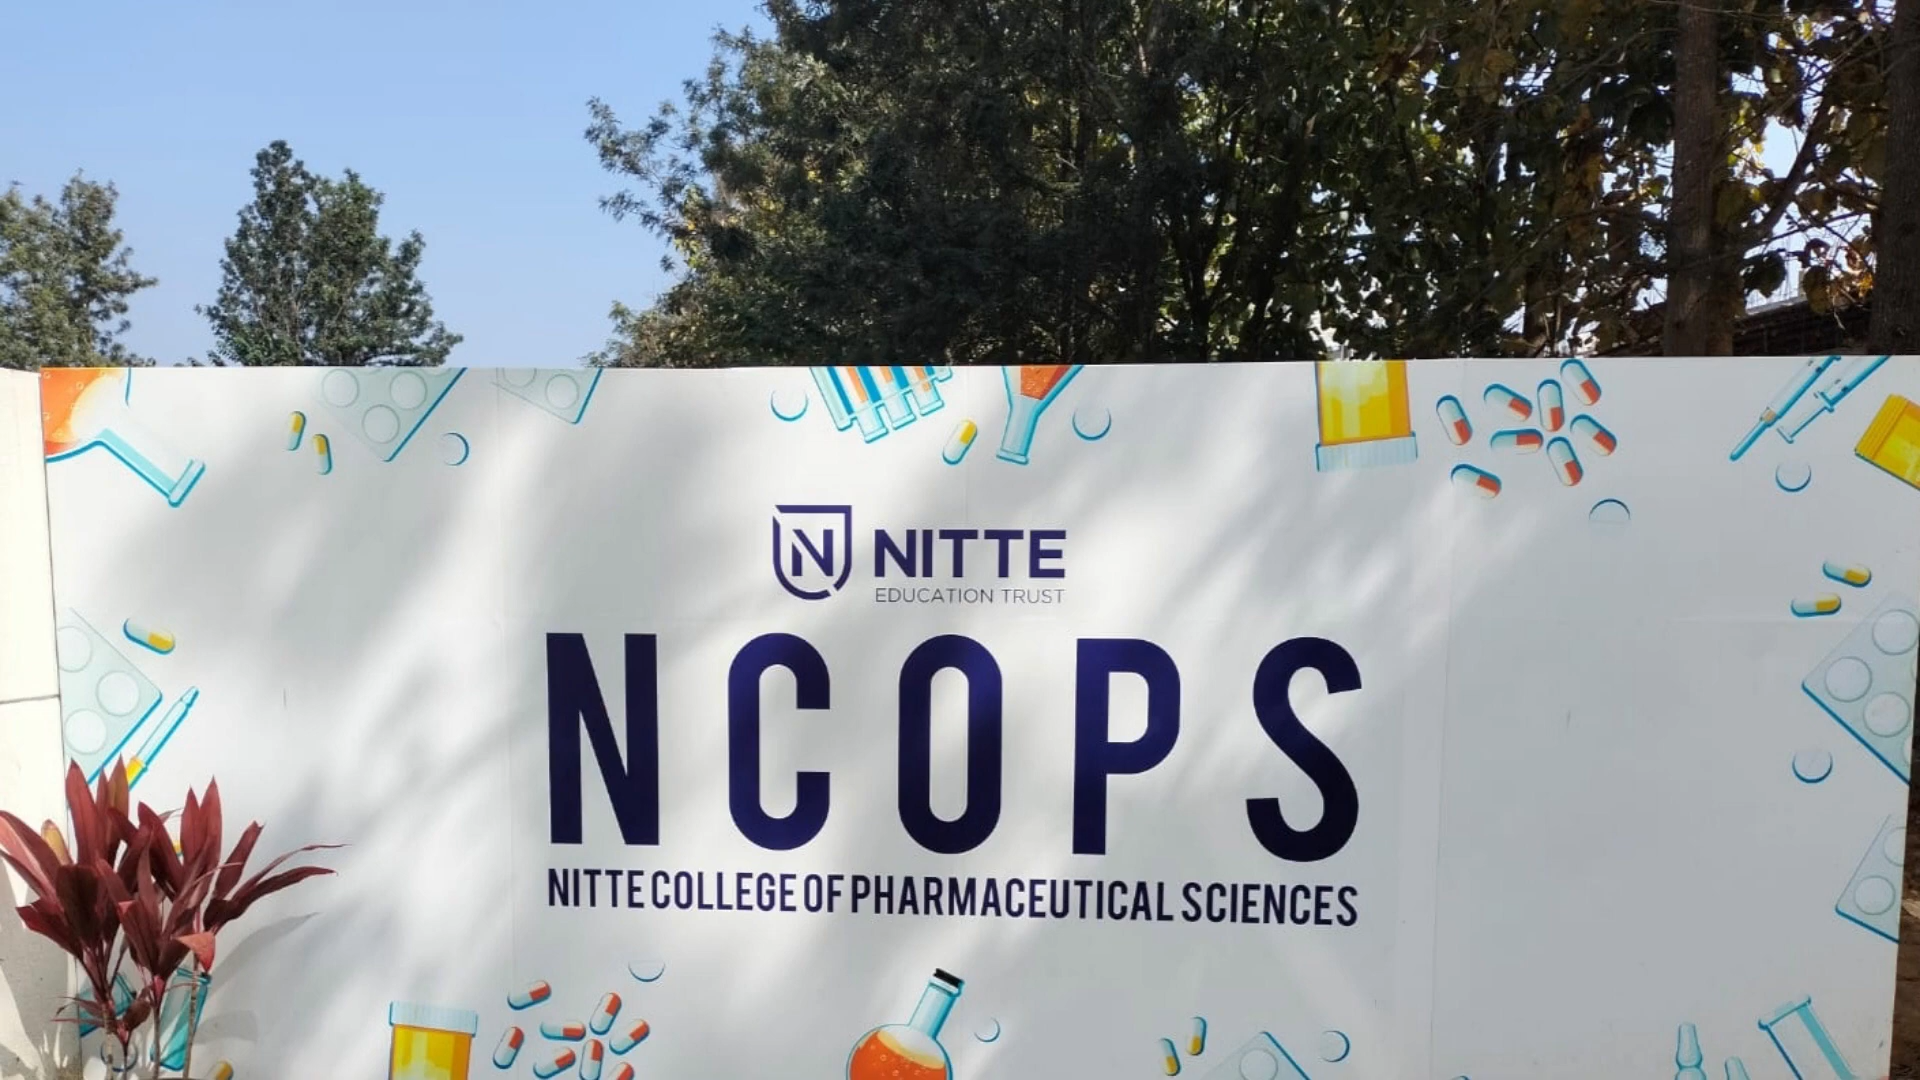 N NITTE
EDUCATION TRUST
NCOPS
NITTE COLLEGE OF PHARMACEUTICAL SCIENCES